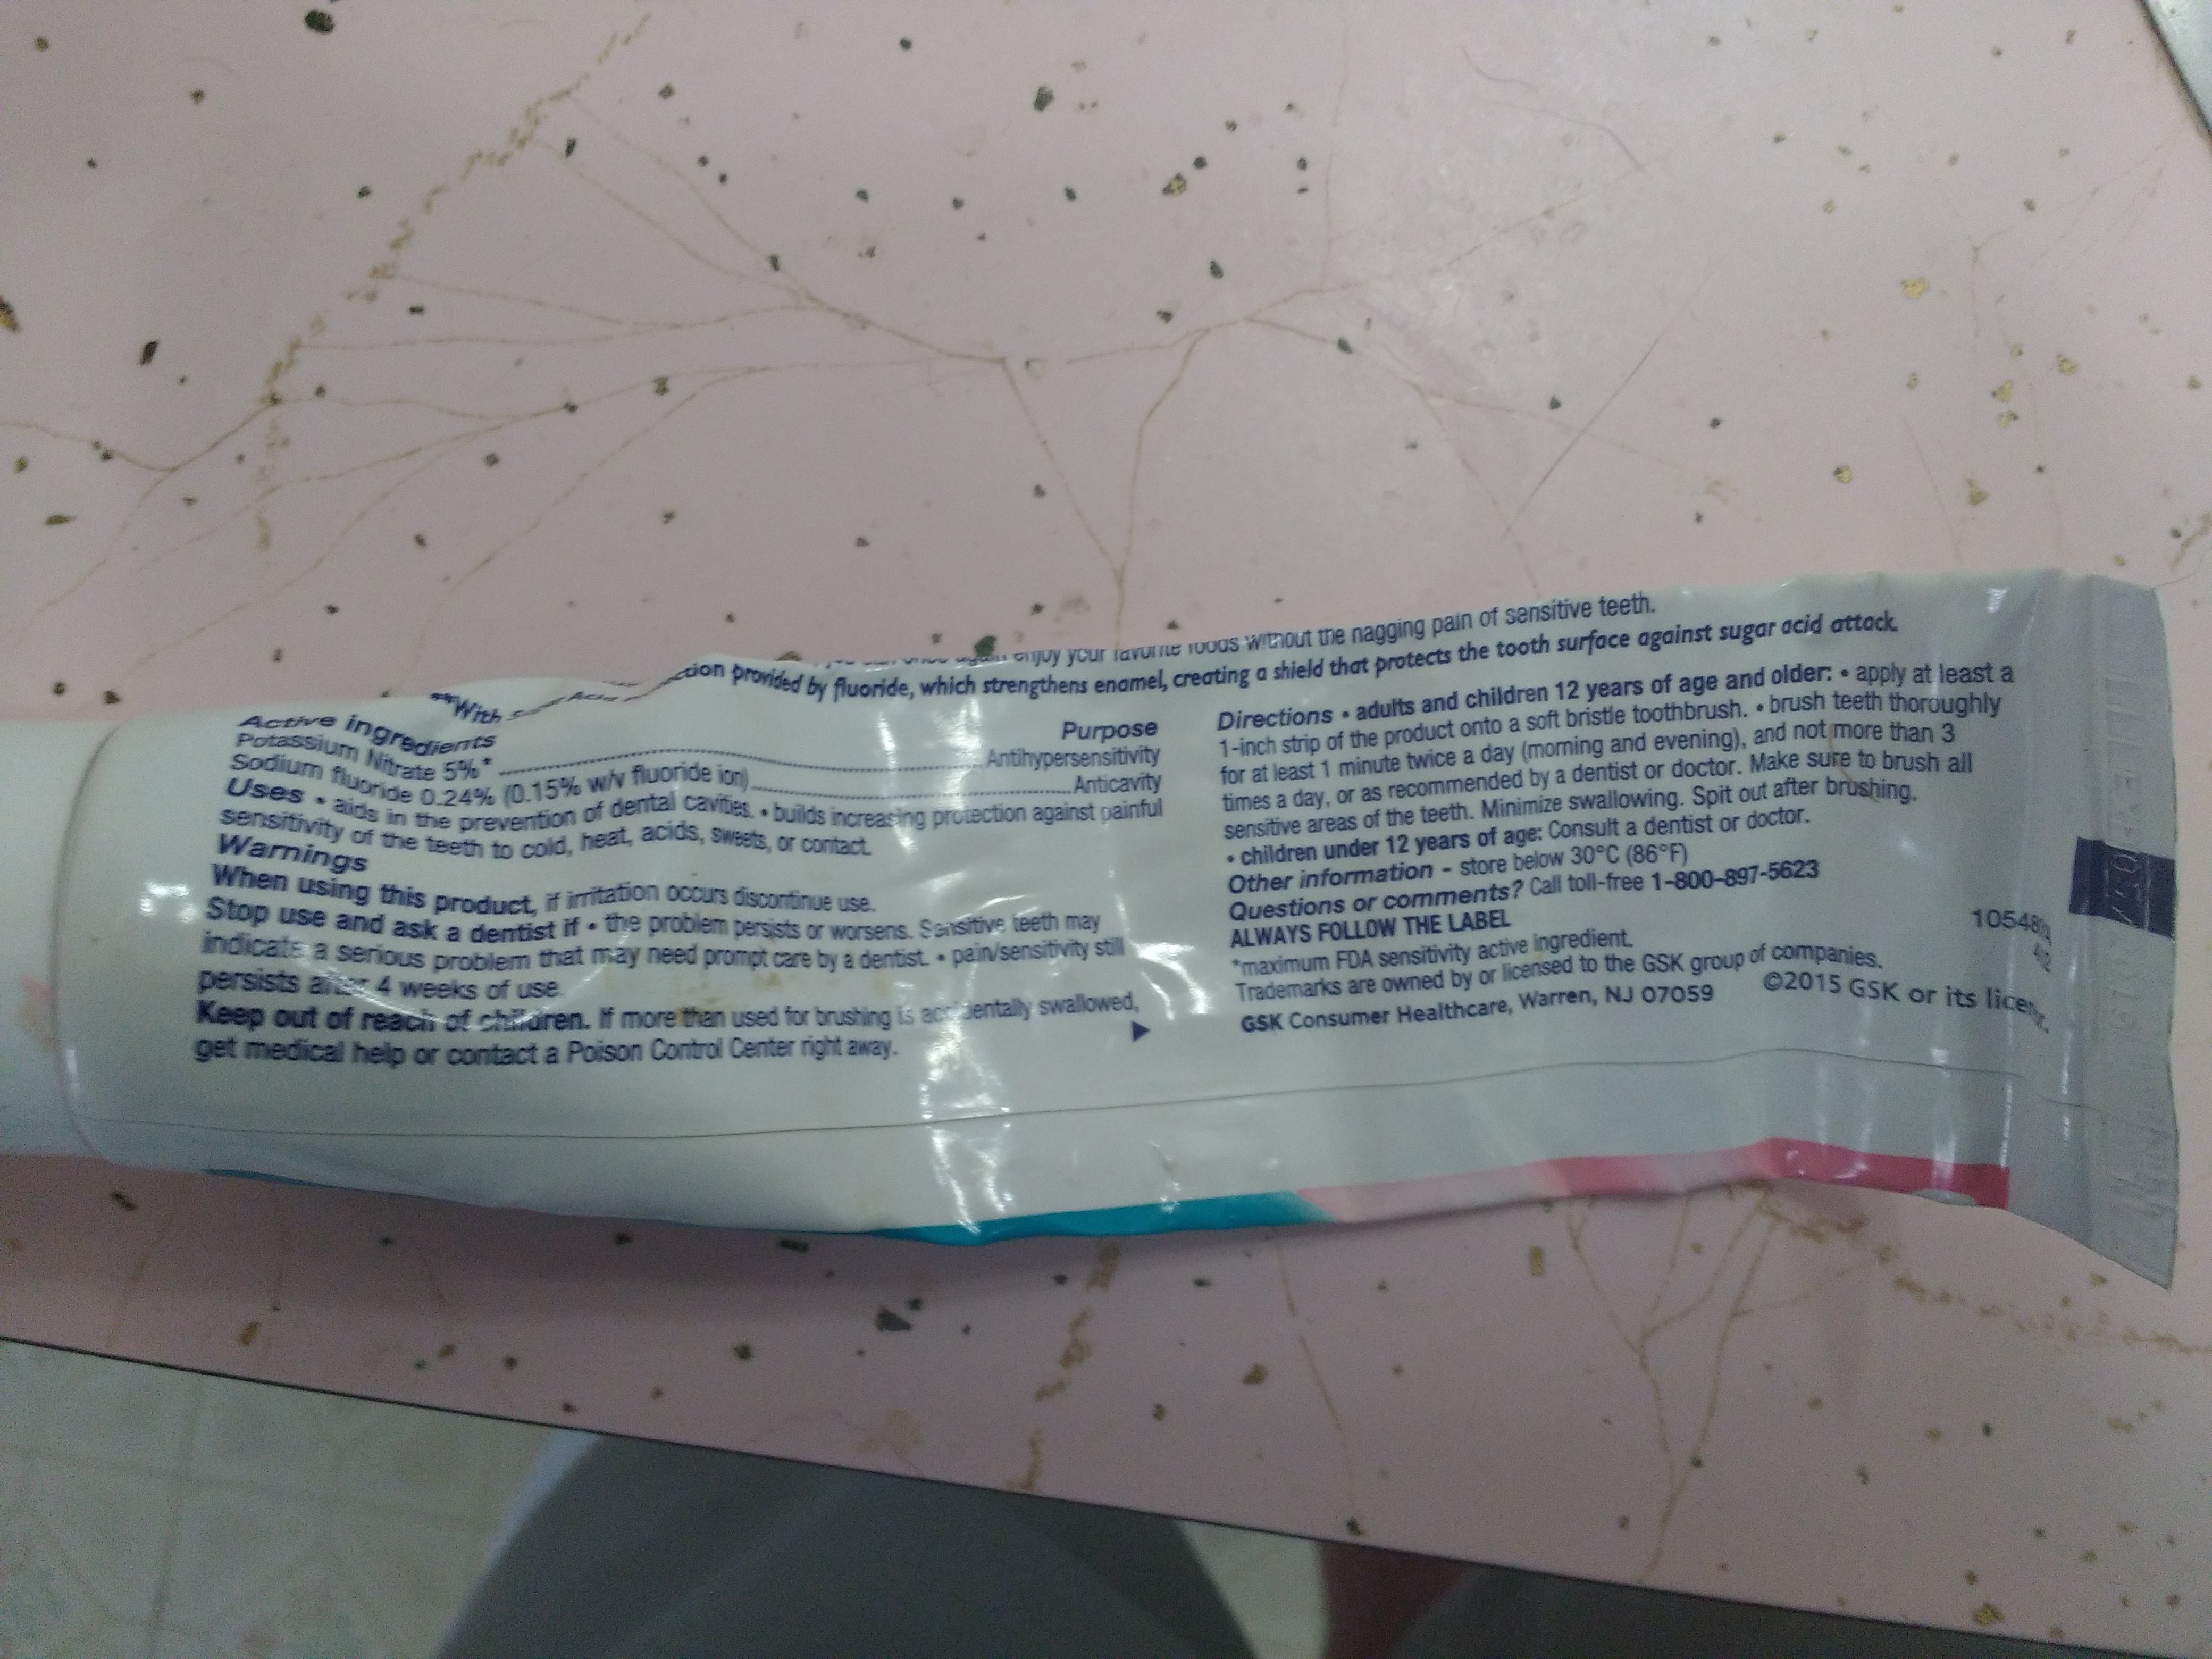 enjoy your favorite foods without the nagging pain of sensitive teeth.
**With provided by fluoride, which strengthens enamel, creating a shield that protects the tooth surface against sugar acid attack.
Active ingredients Purpose
Potassium Nitrate 5%* Antihypersensitivity
Sodium fluoride 0.24% (0.15% w/v fluoride ion) Anticavity
Uses • aids in the prevention of dental cavities. • builds increasing protection against painful
sensitivity of the teeth to cold, heat, acids, sweets, or contact.
Warnings
When using this product, if irritation occurs discontinue use.
Stop use and ask a dentist if • the problem persists or worsens. Sensitive teeth may
indicate a serious problem that may need prompt care by a dentist. • pain/sensitivity still
persists after 4 weeks of use.
Keep out of reach of children. If more than used for brushing is accidentally swallowed,
get medical help or contact a Poison Control Center right away.
Directions • adults and children 12 years of age and older: • apply at least a
1-inch strip of the product onto a soft bristle toothbrush. • brush teeth thoroughly
for at least 1 minute twice a day (morning and evening), and not more than 3
times a day, or as recommended by a dentist or doctor. Make sure to brush all
sensitive areas of the teeth. Minimize swallowing. Spit out after brushing.
• children under 12 years of age: Consult a dentist or doctor.
Other information - store below 30°C (86°F)
Questions or comments? Call toll-free 1-800-897-5623
ALWAYS FOLLOW THE LABEL
*maximum FDA sensitivity active ingredient.
Trademarks are owned by or licensed to the GSK group of companies.
GSK Consumer Healthcare, Warren, NJ 07059 ©2015 GSK or its